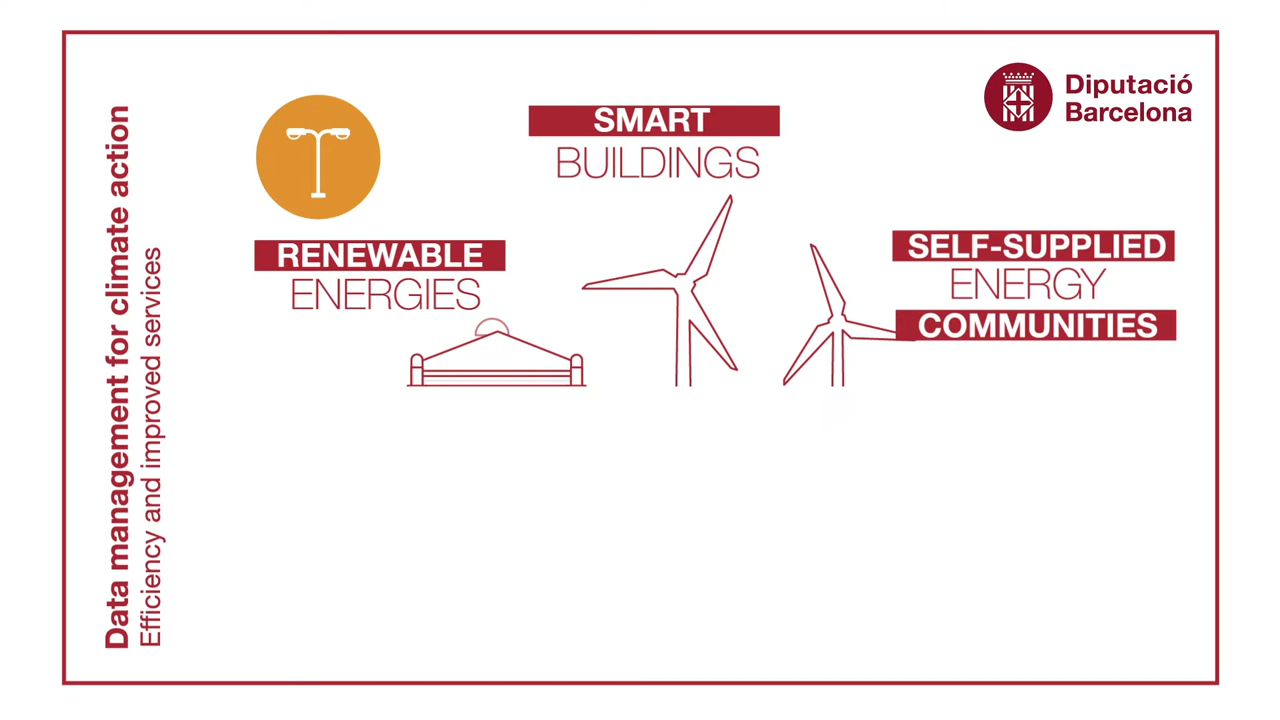 Data management for climate action
Efficiency and improved services
RENEWABLE
ENERGIES
SMART
BUILDINGS
SELF-SUPPLIED
ENERGY
COMMUNITIES
Diputació
Barcelona